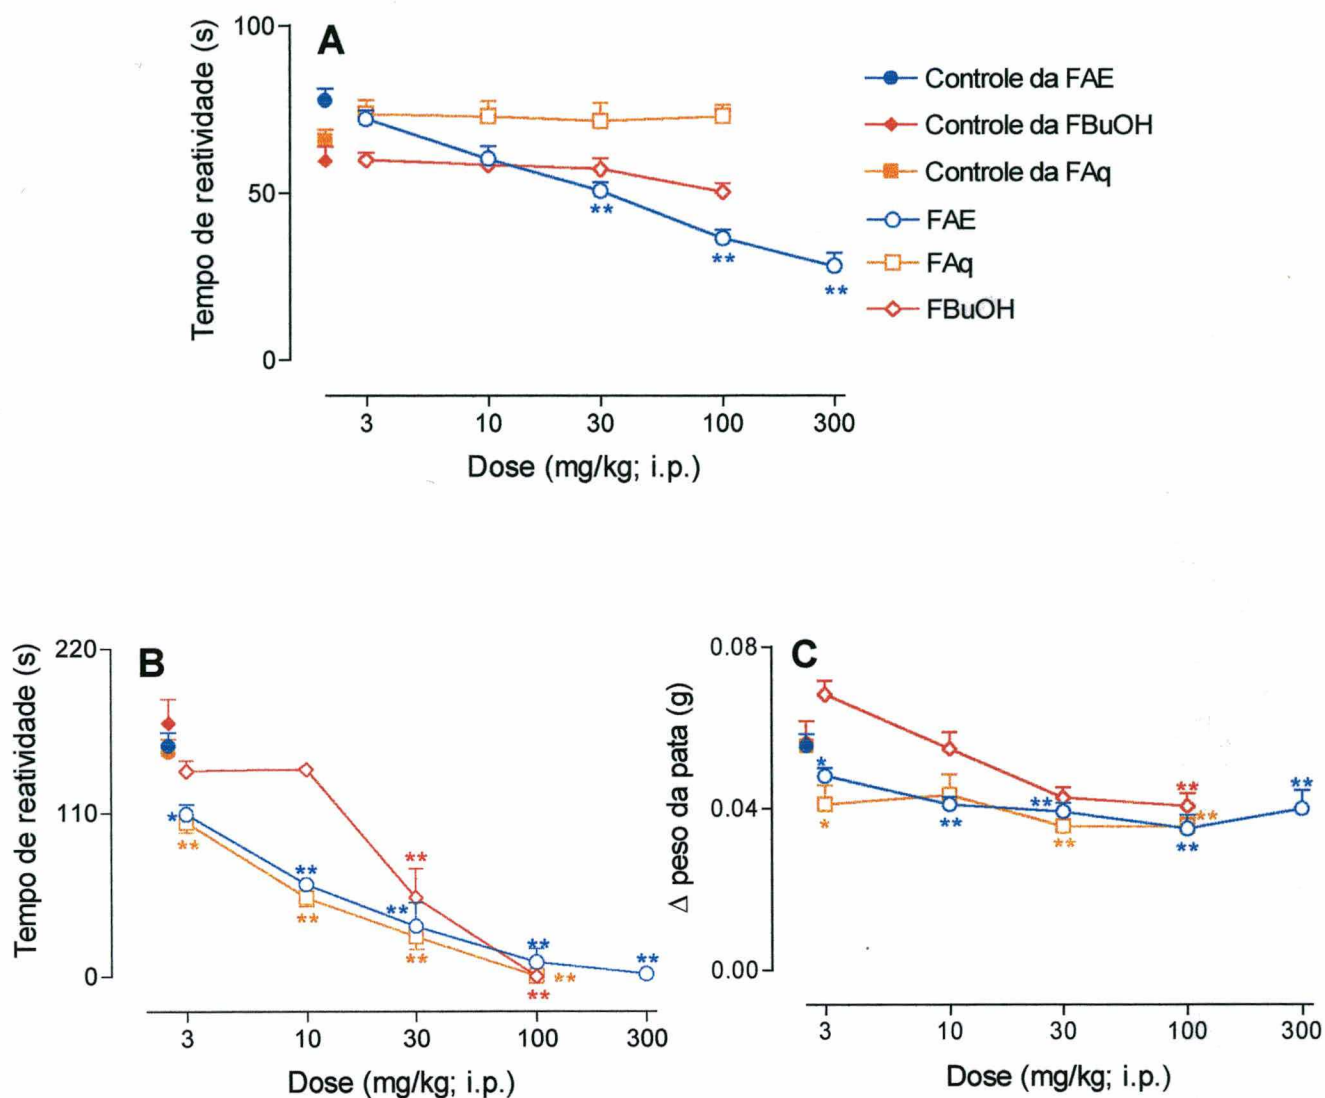 A
Tempo de reatividade (s)
100
50
0
3 10 30 100 300
Dose (mg/kg; i.p.)
** ** **
Controle da FAE
Controle da FBuOH
Controle da FAq
FAE
FAq
FBuOH
B
Tempo de reatividade (s)
220
110
0
* ** ** ** **
** ** ** **
** **
3 10 30 100 300
Dose (mg/kg; i.p.)
C
Δ peso da pata (g)
0.08
0.04
0.00
* ** ** ** **
* ** **
**
3 10 30 100 300
Dose (mg/kg; i.p.)